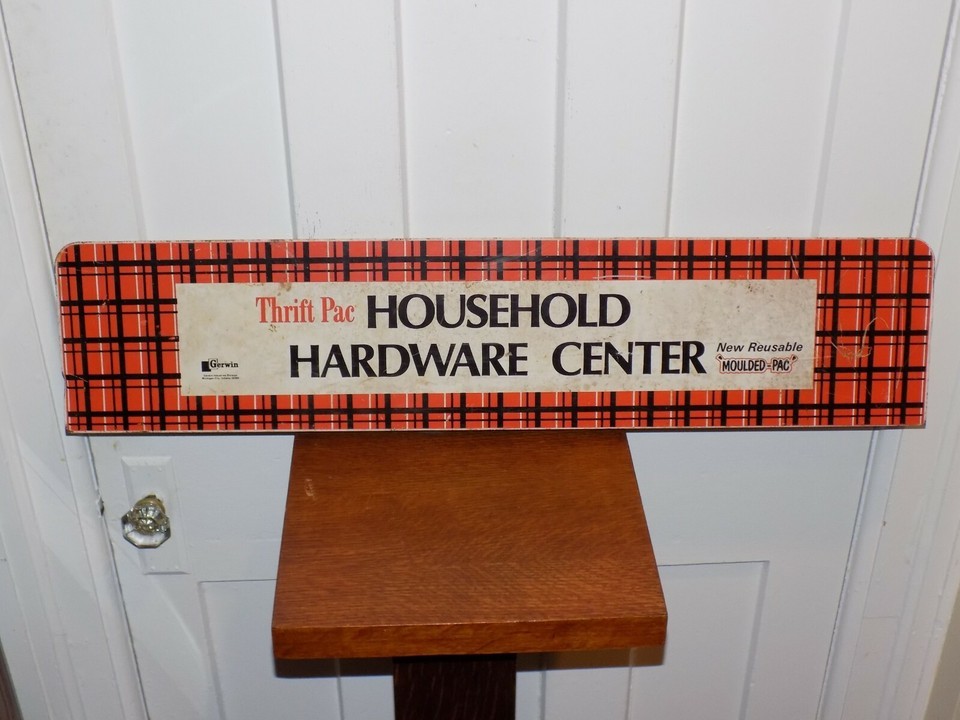 Thrift Pac HOUSEHOLD
HARDWARE CENTER
New Reusable
MOULDED-PAC
Gerwin